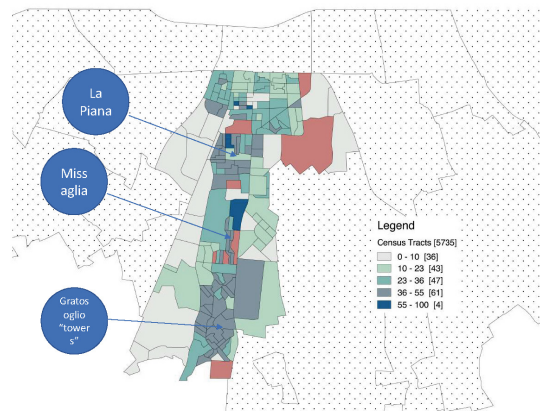 La
Piana
Miss
aglia
Gratos
oglio
“tower
s”
Legend
Census Tracts [5735]
0 - 10 [36]
10 - 23 [43]
23 - 36 [47]
36 - 55 [61]
55 - 100 [4]